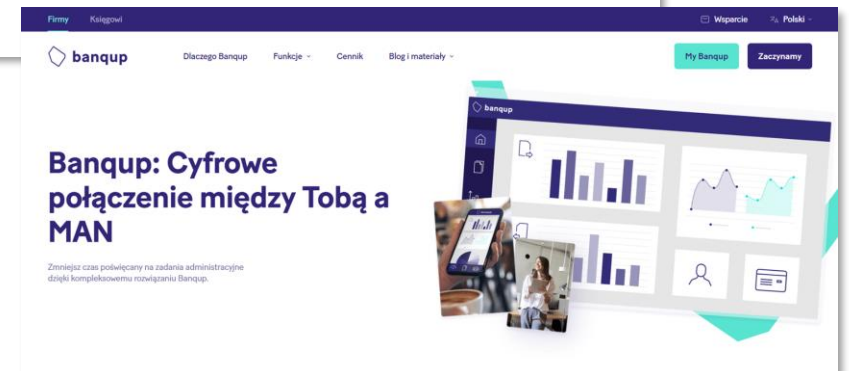 Firmy Księgowi Wsparcie Polski
banqup Dlaczego Banqup Funkcje Cennik Blog i materiały My Banqup Zaczynamy
banqup
Banqup: Cyfrowe
połączenie między Tobą a
MAN
Zmniejsz czas poświęcany na zadania administracyjne
dzięki kompleksowemu rozwiązaniu Banqup.